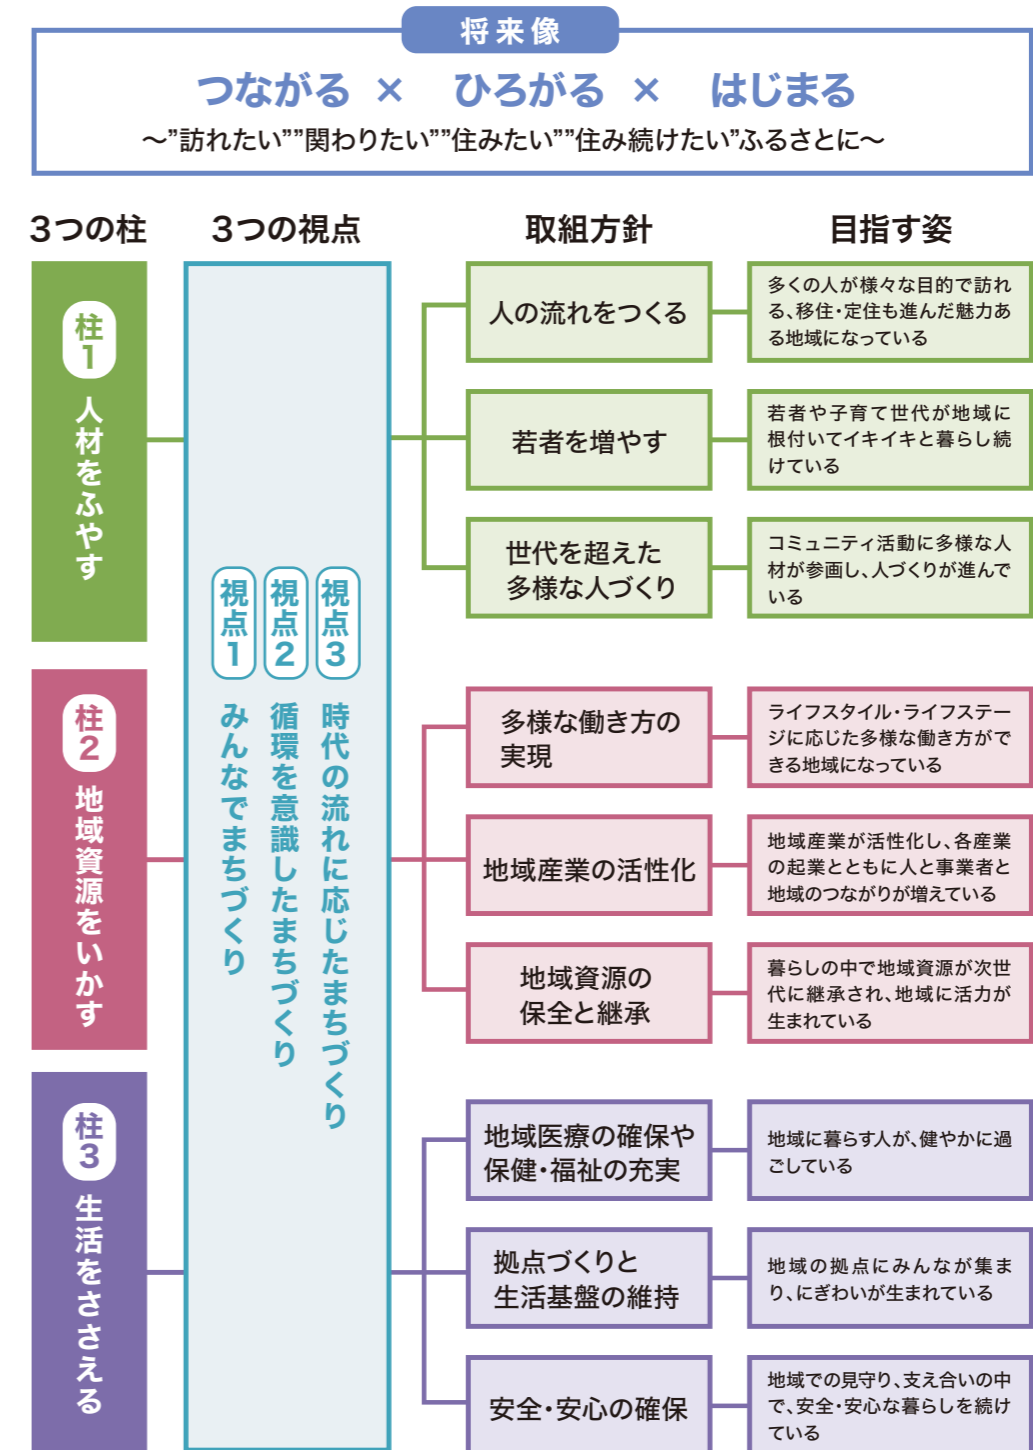 将来像
つながる × ひろがる × はじまる
〜”訪れたい””関わりたい””住みたい””住み続けたい”ふるさとに〜
3つの柱 3つの視点 取組方針 目指す姿
柱1
人材をふやす
柱2
地域資源をいかす
柱3
生活をささえる
視点1
みんなでまちづくり
視点2
循環を意識したまちづくり
視点3
時代の流れに応じたまちづくり
人の流れをつくる
多くの人が様々な目的で訪れ
る、移住・定住も進んだ魅力あ
る地域になっている
若者を増やす
若者や子育て世代が地域に
根付いてイキイキと暮らし続
けている
世代を超えた
多様な人づくり
コミュニティ活動に多様な人
材が参画し、人づくりが進んで
いる
多様な働き方の
実現
ライフスタイル・ライフステー
ジに応じた多様な働き方がで
きる地域になっている
地域産業の活性化
地域産業が活性化し、各産業
の起業とともに人と事業者と
地域のつながりが増えている
地域資源の
保全と継承
暮らしの中で地域資源が次世
代に継承され、地域に活力が
生まれている
地域医療の確保や
保健・福祉の充実
地域に暮らす人が、健やかに過
ごしている
拠点づくりと
生活基盤の維持
地域の拠点にみんなが集ま
り、にぎわいが生まれている
安全・安心の確保
地域での見守り、支え合いの中
で、安全・安心な暮らしを続け
ている